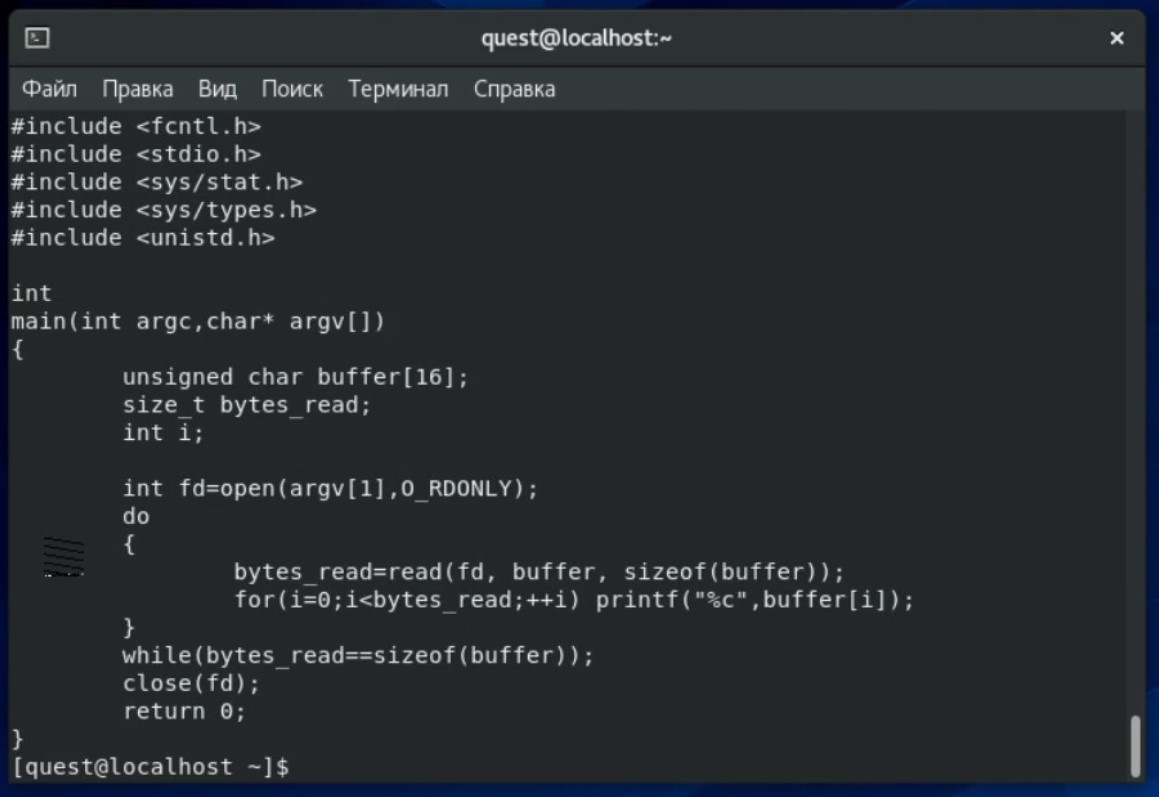 quest@localhost:~
Файл Правка Вид Поиск Терминал Справка
#include <fcntl.h>
#include <stdio.h>
#include <sys/stat.h>
#include <sys/types.h>
#include <unistd.h>

int
main(int argc,char* argv[])
{
        unsigned char buffer[16];
        size_t bytes_read;
        int i;

        int fd=open(argv[1],O_RDONLY);
        do
        {
                bytes_read=read(fd, buffer, sizeof(buffer));
                for(i=0;i<bytes_read;++i) printf("%c",buffer[i]);
        }
        while(bytes_read==sizeof(buffer));
        close(fd);
        return 0;
}
[quest@localhost ~]$